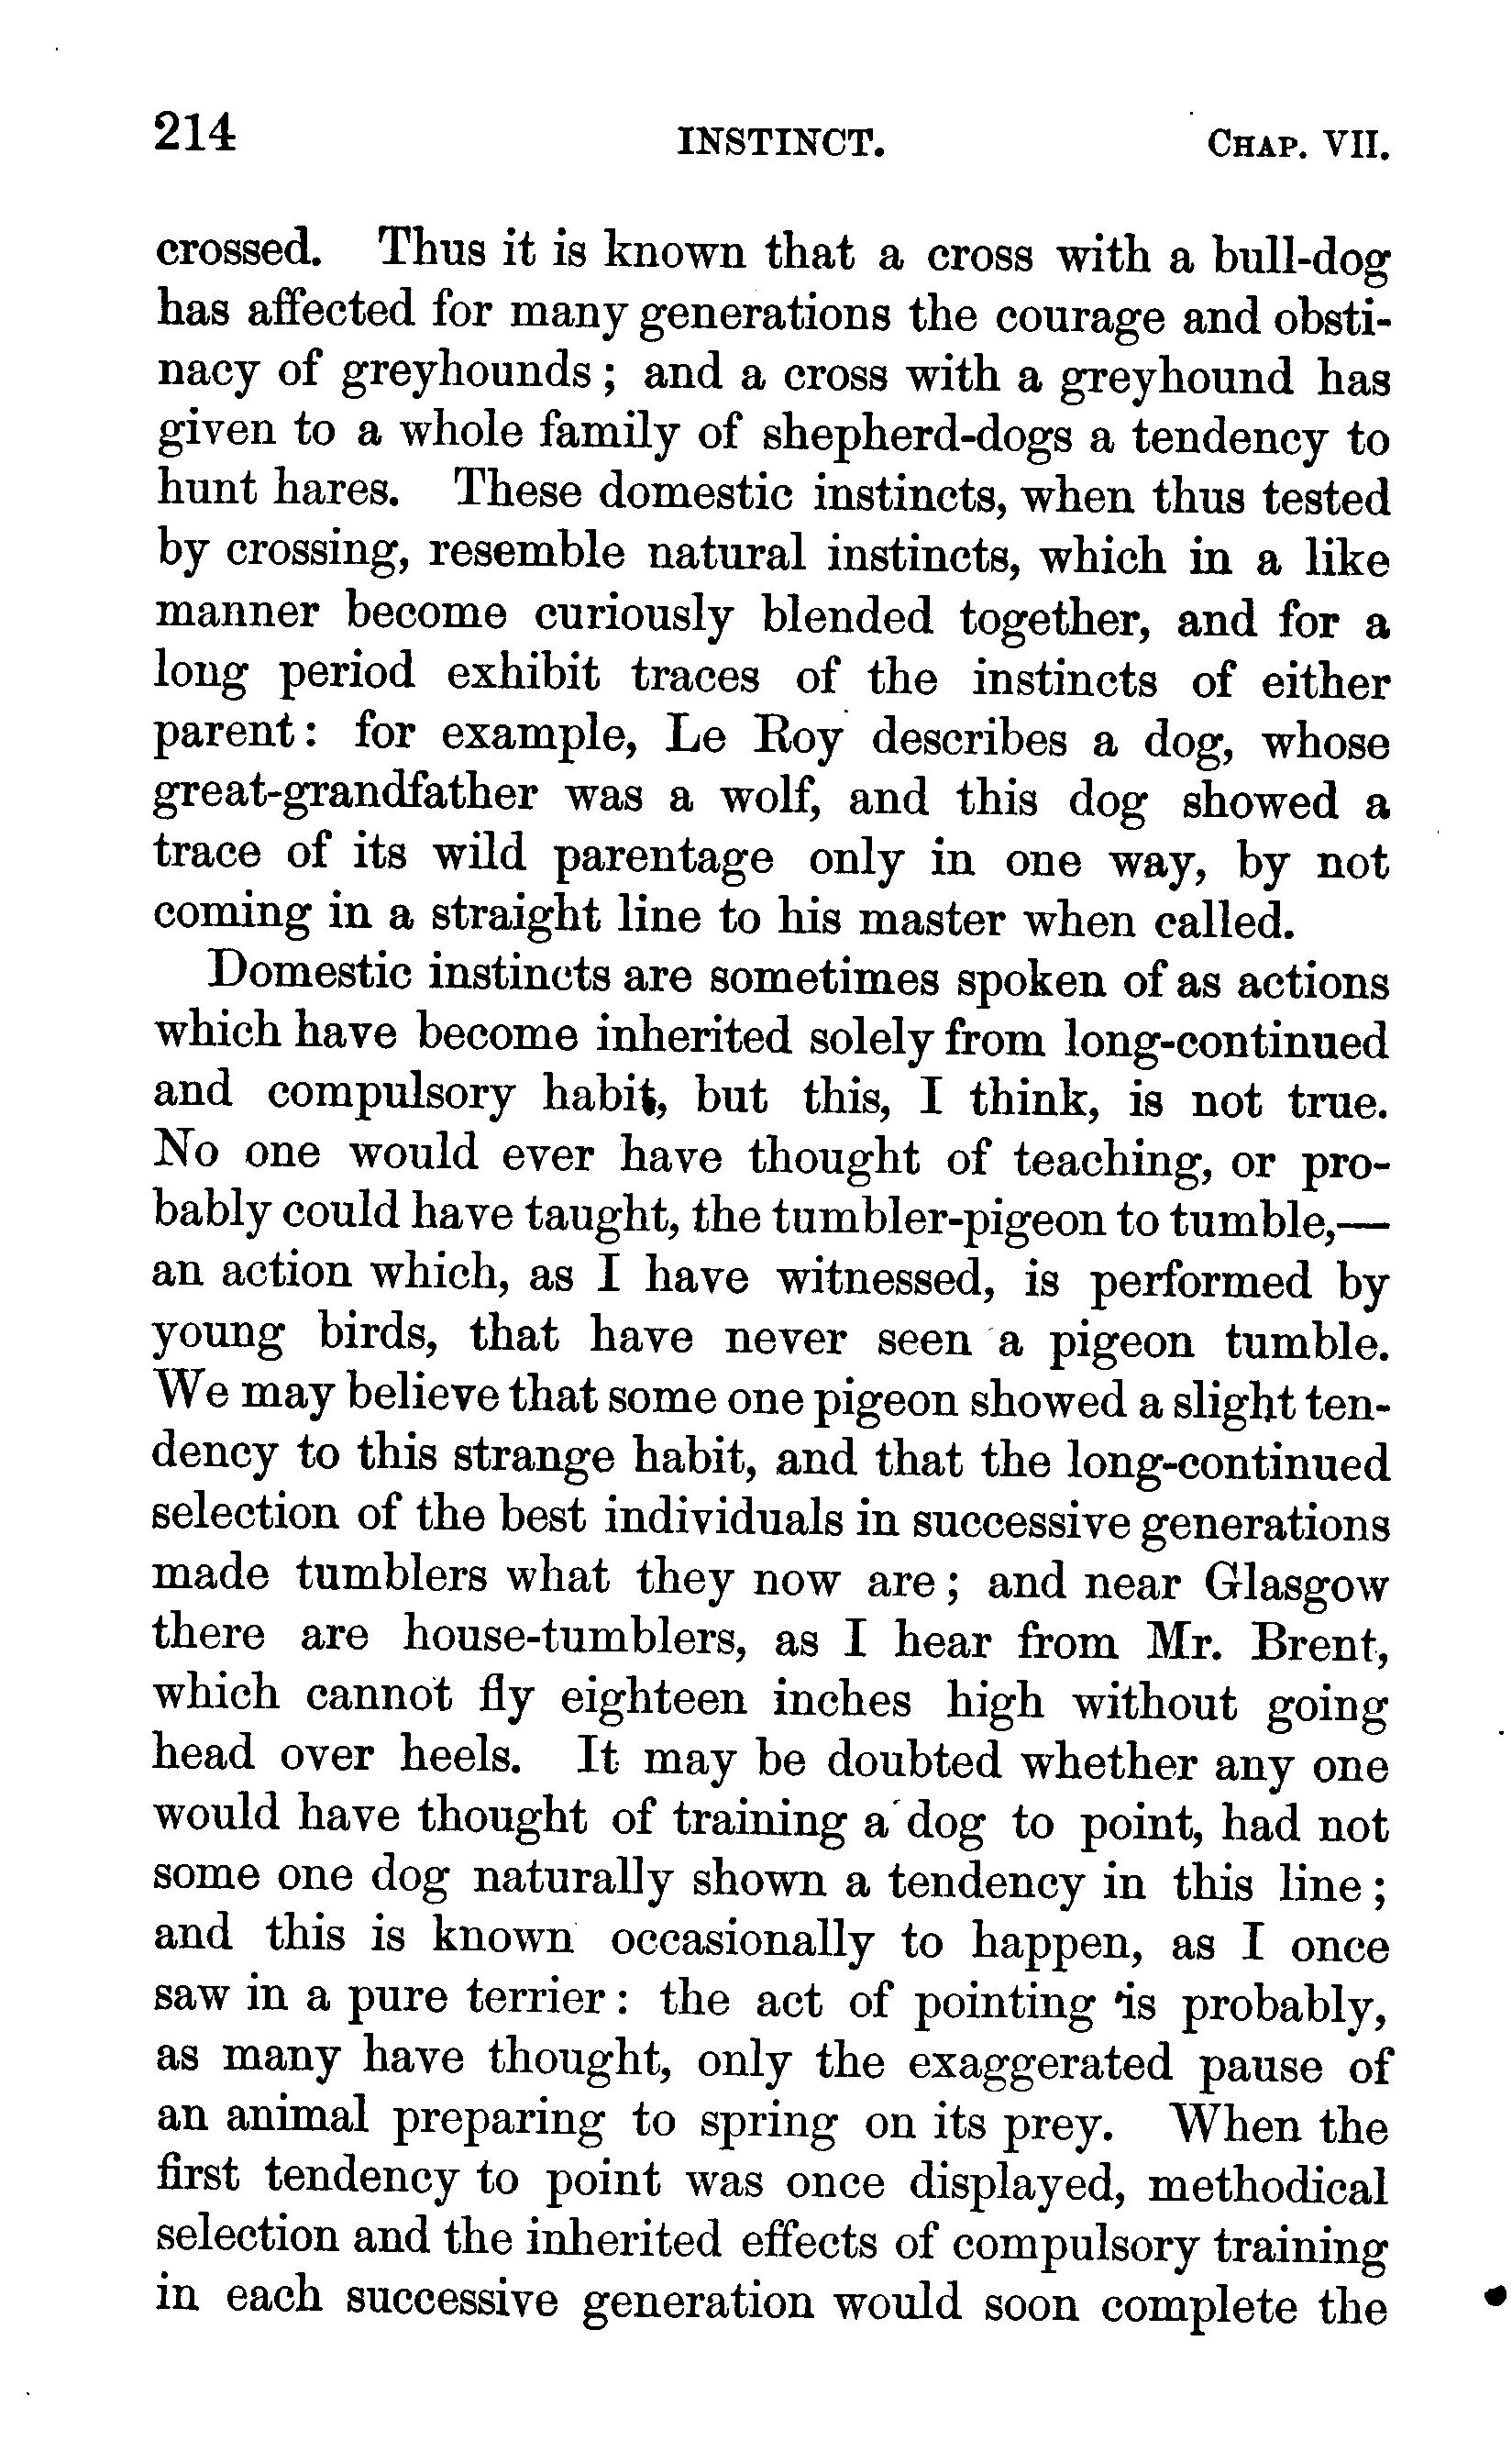 214 INSTINCT. CHAP. VII.
crossed. Thus it is known that a cross with a bull-dog
has affected for many generations the courage and obsti-
nacy of greyhounds; and a cross with a greyhound has
given to a whole family of shepherd-dogs a tendency to
hunt hares. These domestic instincts, when thus tested
by crossing, resemble natural instincts, which in a like
manner become curiously blended together, and for a
long period exhibit traces of the instincts of either
parent: for example, Le Roy describes a dog, whose
great-grandfather was a wolf, and this dog showed a
trace of its wild parentage only in one way, by not
coming in a straight line to his master when called.
Domestic instincts are sometimes spoken of as actions
which have become inherited solely from long-continued
and compulsory habit, but this, I think, is not true.
No one would ever have thought of teaching, or pro-
bably could have taught, the tumbler-pigeon to tumble,—
an action which, as I have witnessed, is performed by
young birds, that have never seen a pigeon tumble.
We may believe that some one pigeon showed a slight ten-
dency to this strange habit, and that the long-continued
selection of the best individuals in successive generations
made tumblers what they now are; and near Glasgow
there are house-tumblers, as I hear from Mr. Brent,
which cannot fly eighteen inches high without going
head over heels. It may be doubted whether any one
would have thought of training a dog to point, had not
some one dog naturally shown a tendency in this line;
and this is known occasionally to happen, as I once
saw in a pure terrier: the act of pointing is probably,
as many have thought, only the exaggerated pause of
an animal preparing to spring on its prey. When the
first tendency to point was once displayed, methodical
selection and the inherited effects of compulsory training
in each successive generation would soon complete the